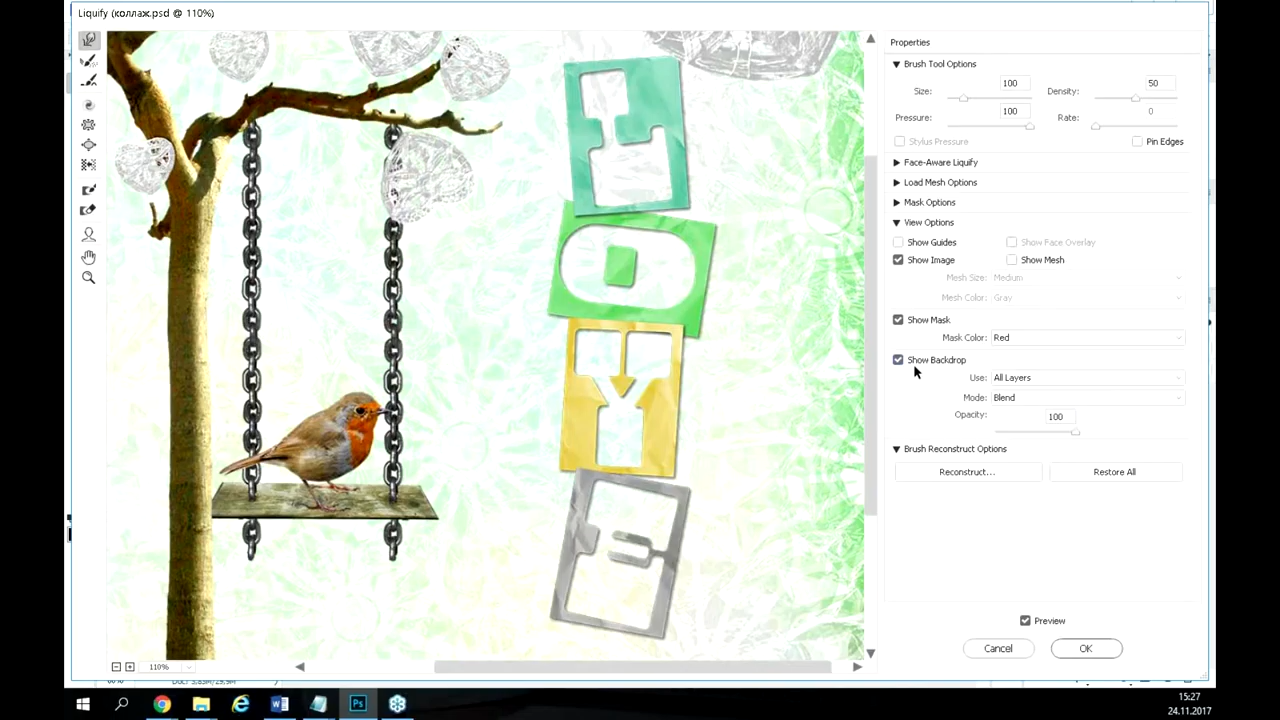 Liquify (коллаж.psd @ 110%)
Properties
Brush Tool Options
Size: 100 Density: 50
Pressure: 100 Rate: 0
Stylus Pressure Pin Edges
Face-Aware Liquify
Load Mesh Options
Mask Options
View Options
Show Guides Show Face Overlay
Show Image Show Mesh
Mesh Size: Medium
Mesh Color: Gray
Show Mask
Mask Color: Red
Show Backdrop
Use: All Layers
Mode: Blend
Opacity: 100
Brush Reconstruct Options
Reconstruct... Restore All
Preview
Cancel OK
110%
15:27
24.11.2017